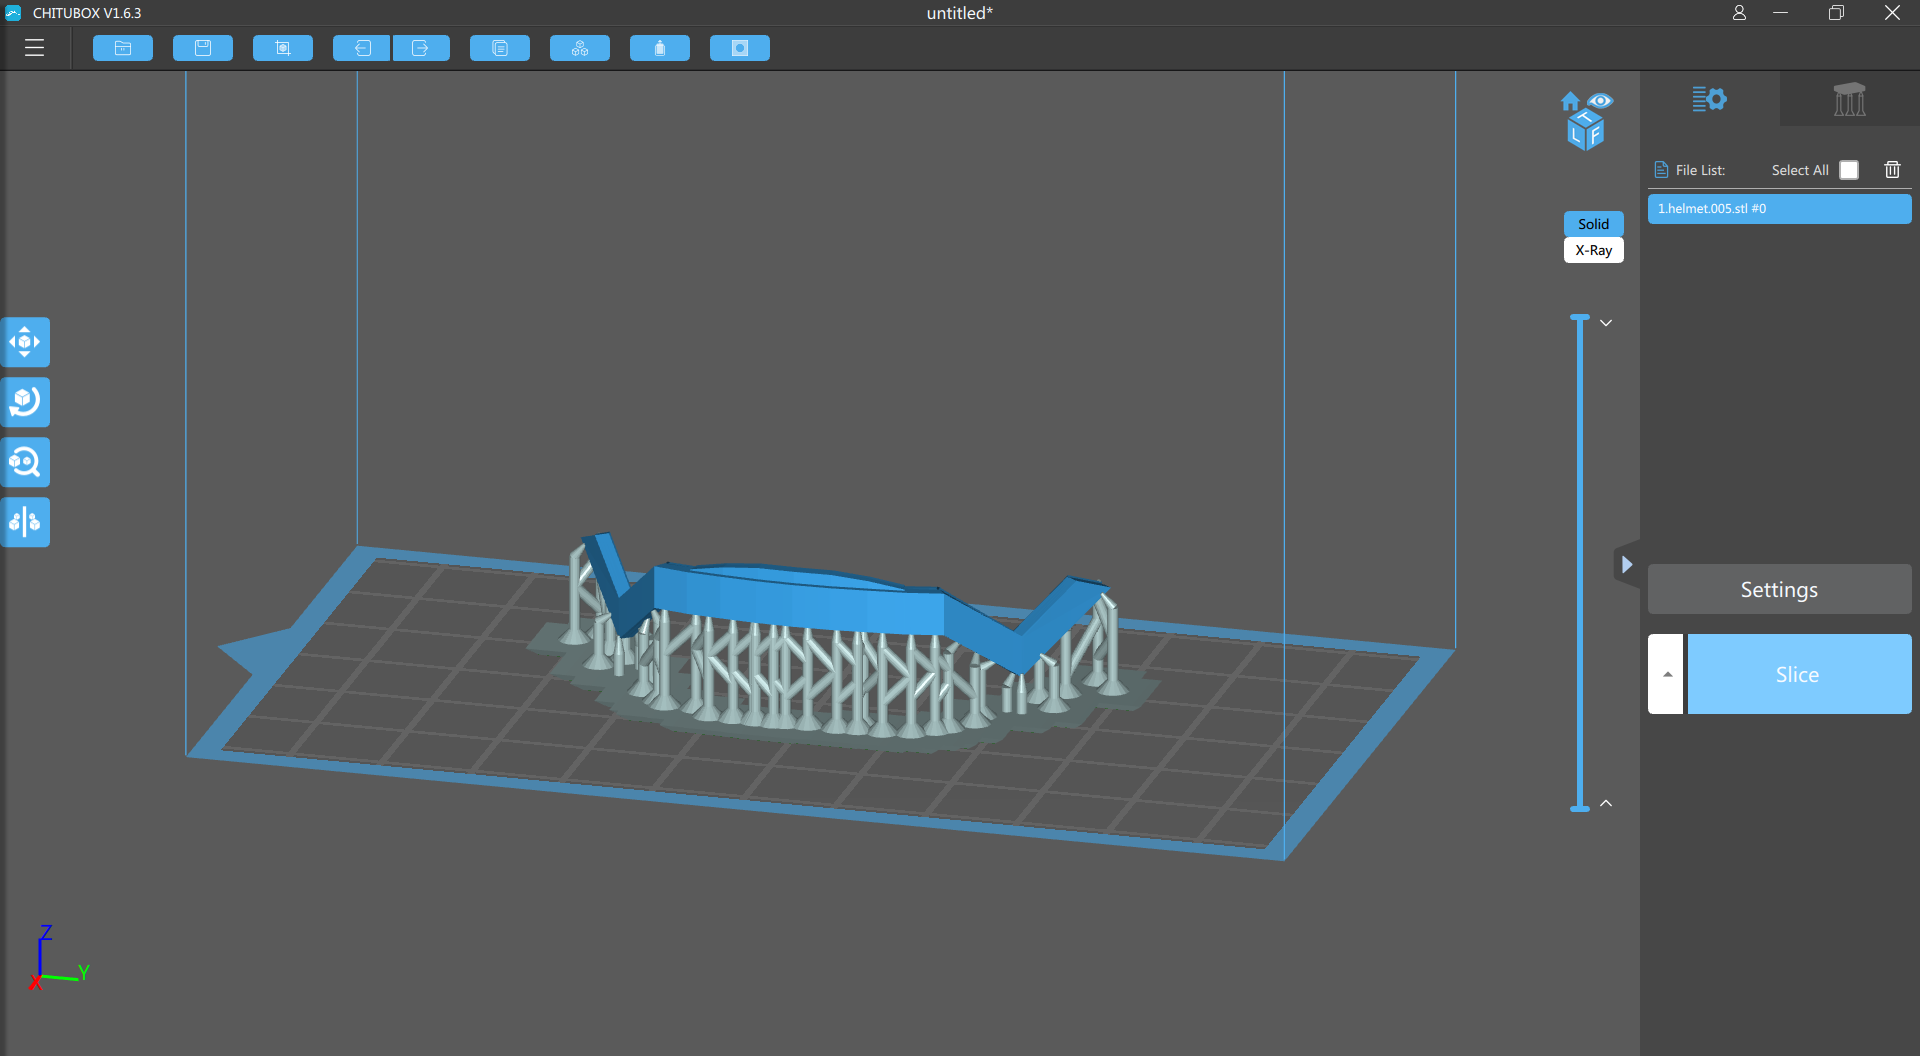 CHITUBOX V1.6.3
untitled*
T
L F
File List:
Select All
1.helmet.005.stl #0
Solid
X-Ray
Settings
Slice
Z
Y
X